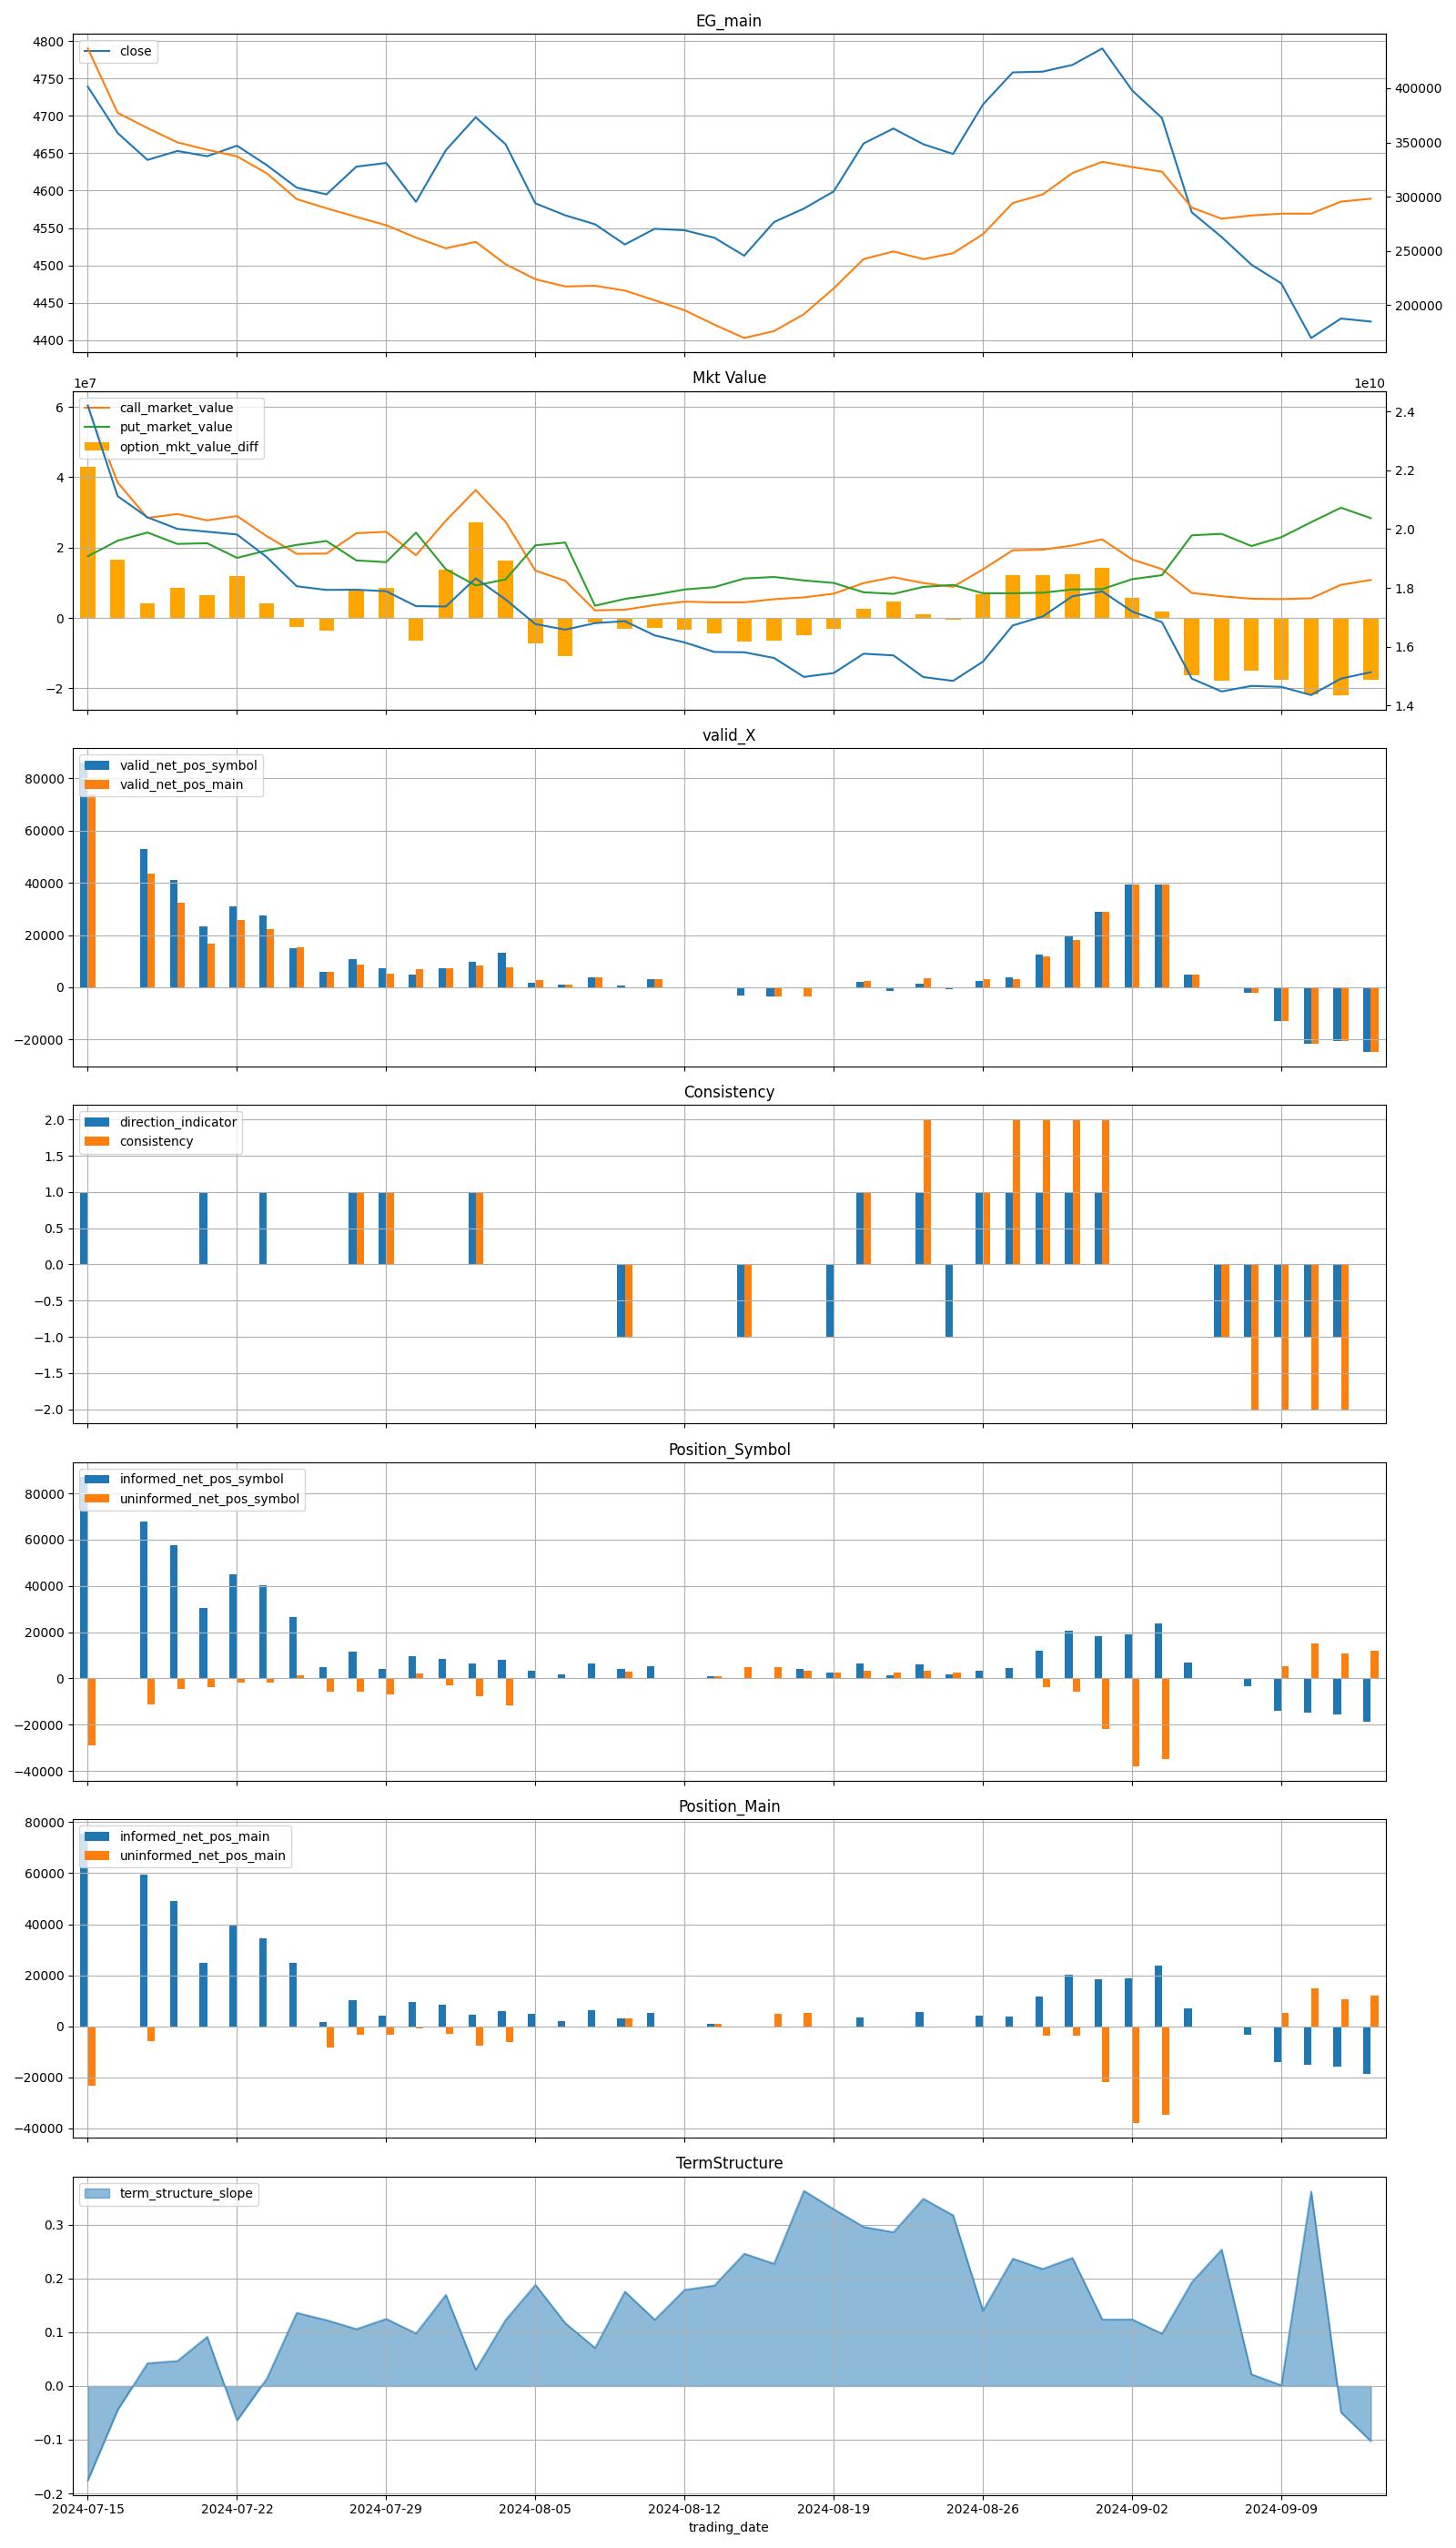 EG_main
close
4800
4750
4700
4650
4600
4550
4500
4450
4400
400000
350000
300000
250000
200000
Mkt Value
1e7
1e10
call_market_value
put_market_value
option_mkt_value_diff
6
4
2
0
−2
2.4
2.2
2.0
1.8
1.6
1.4
valid_X
valid_net_pos_symbol
valid_net_pos_main
80000
60000
40000
20000
0
−20000
Consistency
direction_indicator
consistency
2.0
1.5
1.0
0.5
0.0
−0.5
−1.0
−1.5
−2.0
Position_Symbol
informed_net_pos_symbol
uninformed_net_pos_symbol
80000
60000
40000
20000
0
−20000
−40000
Position_Main
informed_net_pos_main
uninformed_net_pos_main
80000
60000
40000
20000
0
−20000
−40000
TermStructure
term_structure_slope
0.3
0.2
0.1
0.0
−0.1
−0.2
2024-07-15 2024-07-22 2024-07-29 2024-08-05 2024-08-12 2024-08-19 2024-08-26 2024-09-02 2024-09-09
trading_date